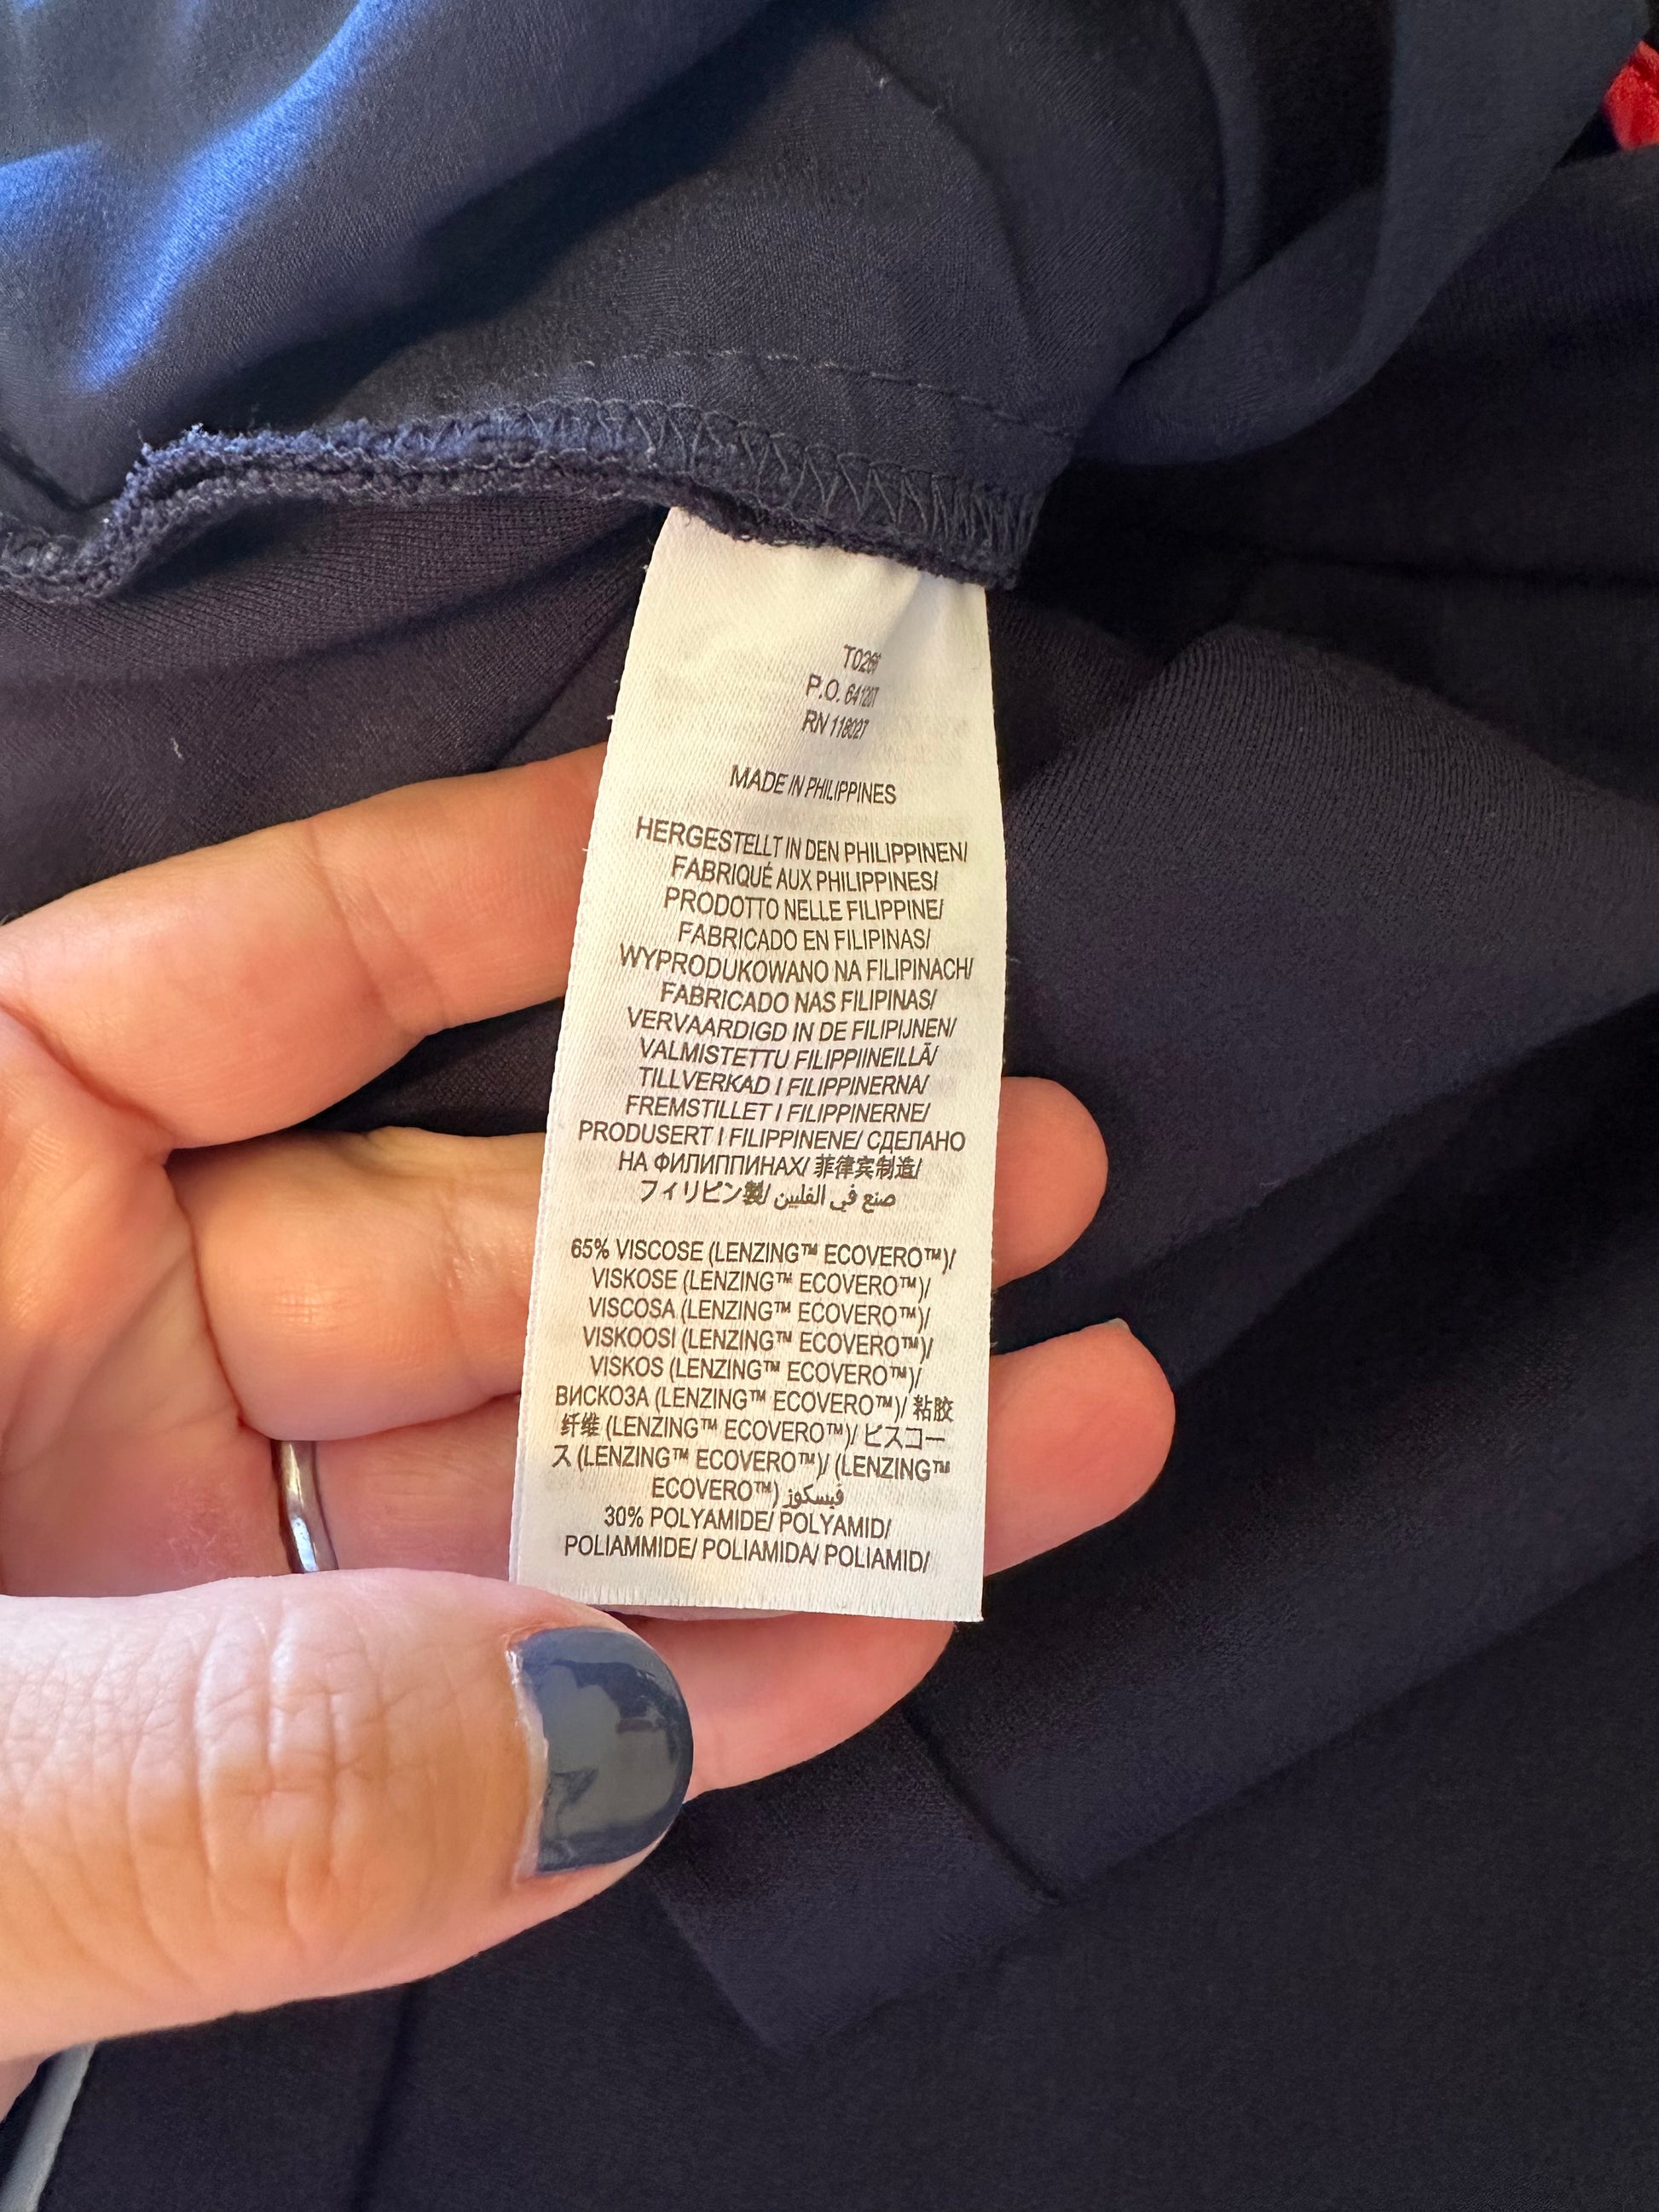 T0266
P.O. 641207
RN 118027
MADE IN PHILIPPINES
HERGESTELLT IN DEN PHILIPPINEN/
FABRIQUÉ AUX PHILIPPINES/
PRODOTTO NELLE FILIPPINE/
FABRICADO EN FILIPINAS/
WYPRODUKOWANO NA FILIPINACH/
FABRICADO NAS FILIPINAS/
VERVAARDIGD IN DE FILIPIJNEN/
VALMISTETTU FILIPPIINEILLÄ/
TILLVERKAD I FILIPPINERNA/
FREMSTILLET I FILIPPINERNE/
PRODUSERT I FILIPPINENE/ СДЕЛАНО
НА ФИЛИППИНАХ/ 菲律宾制造/
フィリピン製/ صنع في الفلبين
65% VISCOSE (LENZING™ ECOVERO™)/
VISKOSE (LENZING™ ECOVERO™)/
VISCOSA (LENZING™ ECOVERO™)/
VISKOOSI (LENZING™ ECOVERO™)/
VISKOS (LENZING™ ECOVERO™)/
ВИСКОЗА (LENZING™ ECOVERO™)/ 粘胶
纤维 (LENZING™ ECOVERO™)/ ビスコー
ス (LENZING™ ECOVERO™)/ (LENZING™
ECOVERO™) فيسكوز
30% POLYAMIDE/ POLYAMID/
POLIAMMIDE/ POLIAMIDA/ POLIAMID/